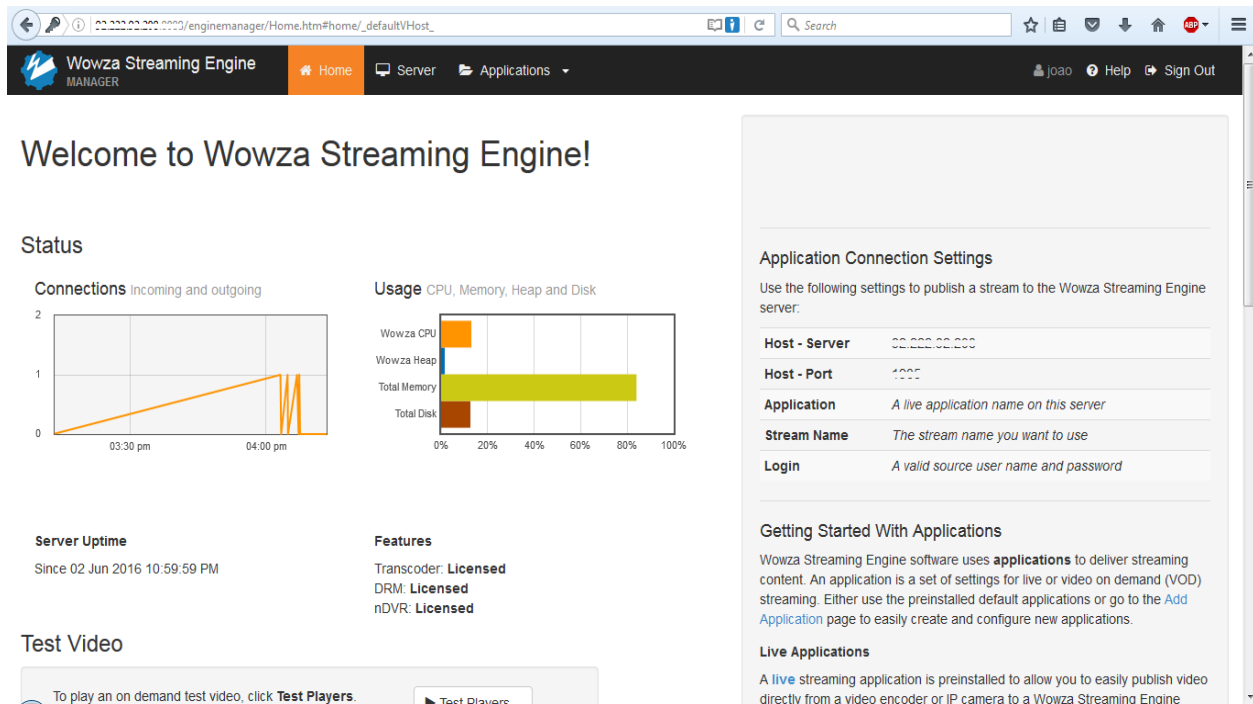 /enginemanager/Home.htm#home/_defaultVHost_
Search
ABP
Wowza Streaming Engine
MANAGER
Home
Server
Applications
joao
Help
Sign Out
Welcome to Wowza Streaming Engine!
Status
Connections Incoming and outgoing
2
1
0
03:30 pm
04:00 pm
Usage CPU, Memory, Heap and Disk
Wowza CPU
Wowza Heap
Total Memory
Total Disk
0% 20% 40% 60% 80% 100%
Server Uptime
Since 02 Jun 2016 10:59:59 PM
Features
Transcoder: Licensed
DRM: Licensed
nDVR: Licensed
Test Video
To play an on demand test video, click Test Players.
Test Players
Application Connection Settings
Use the following settings to publish a stream to the Wowza Streaming Engine
server:
Host - Server
Host - Port
Application A live application name on this server
Stream Name The stream name you want to use
Login A valid source user name and password
Getting Started With Applications
Wowza Streaming Engine software uses applications to deliver streaming
content. An application is a set of settings for live or video on demand (VOD)
streaming. Either use the preinstalled default applications or go to the Add
Application page to easily create and configure new applications.
Live Applications
A live streaming application is preinstalled to allow you to easily publish video
directly from a video encoder or IP camera to a Wowza Streaming Engine